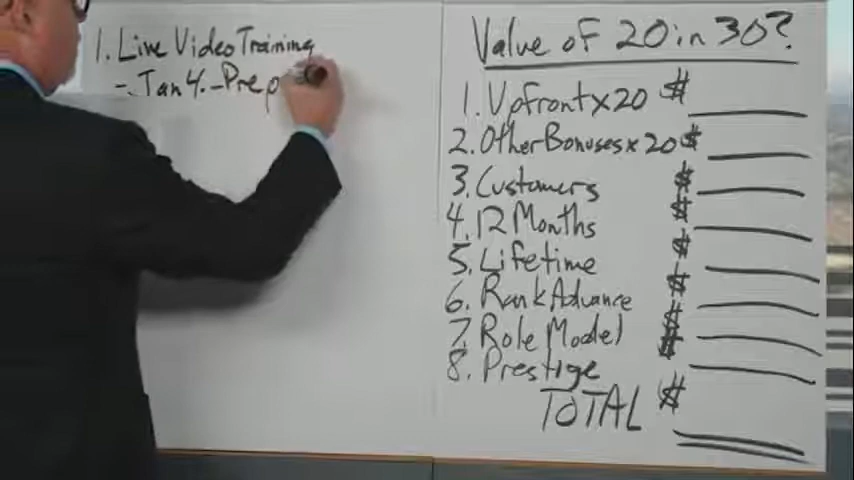 1. Live Video Training
-. Jan 4. - Prep
Value of 20 in 30?
1. Upfront x 20 $
2. Other Bonuses x 20 $
3. Customers $
4. 12 Months $
5. Lifetime $
6. Rank Advance $
7. Role Model $
8. Prestige $
TOTAL $